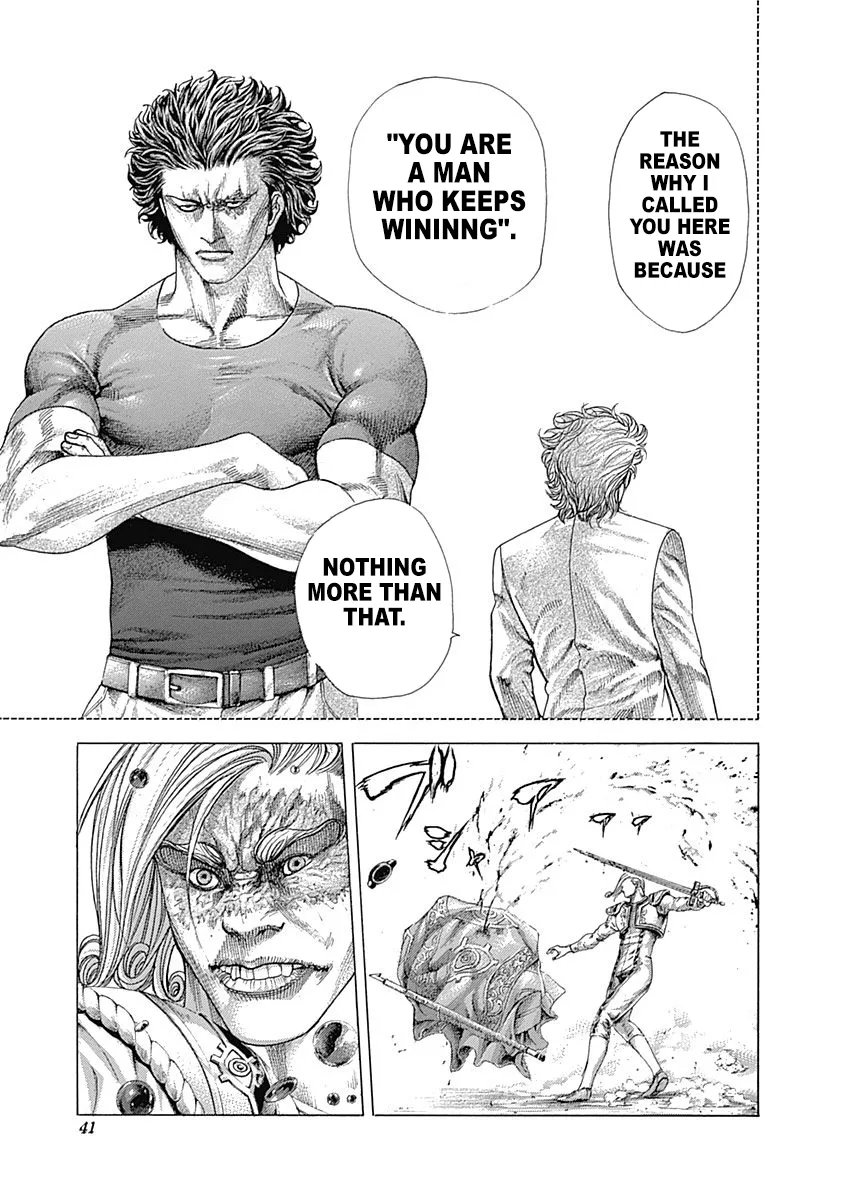 THE
REASON
WHY I
CALLED
YOU HERE
WAS
BECAUSE
"YOU ARE
A MAN
WHO KEEPS
WININNG".
NOTHING
MORE THAN
THAT.
41